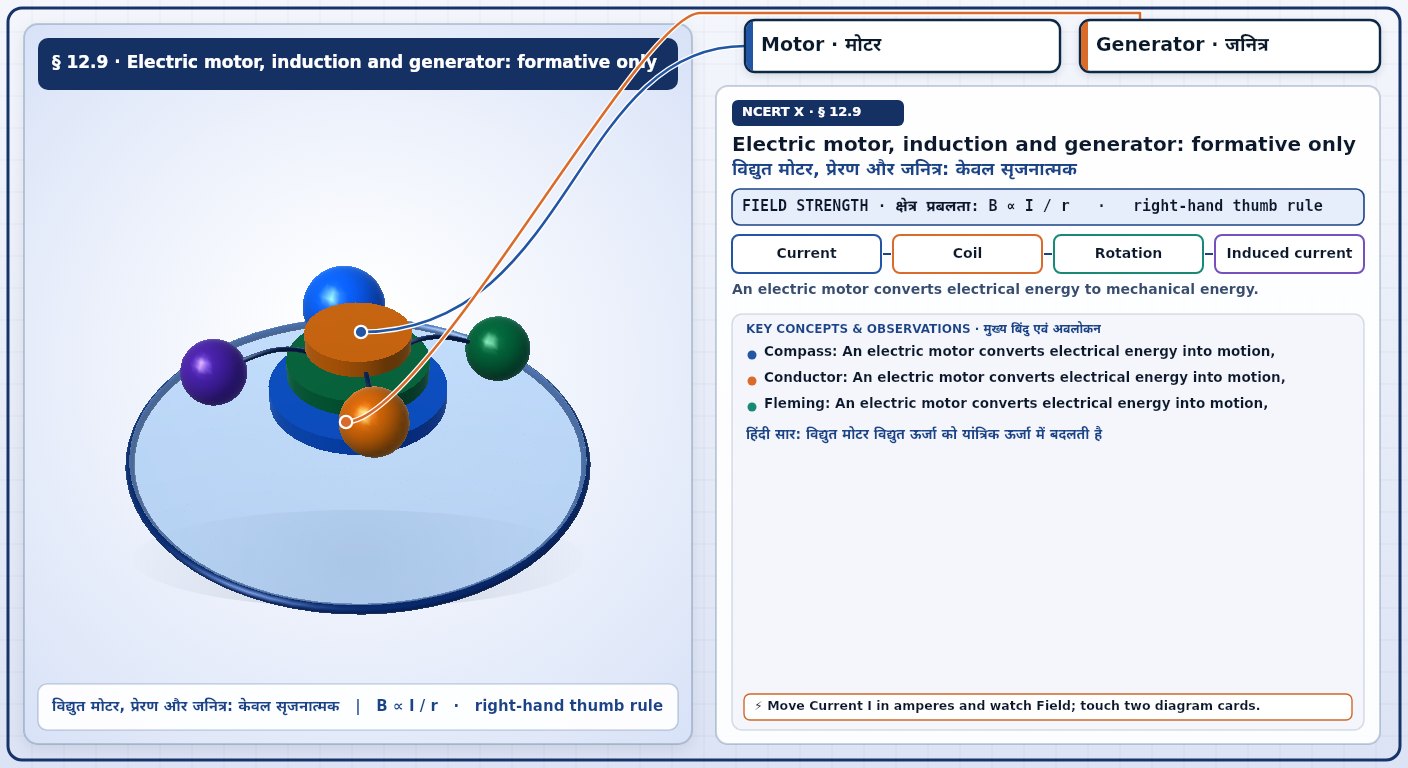 § 12.9 · Electric motor, induction and generator: formative only
Motor · मोटर
Generator · जनित्र
NCERT X · § 12.9
Electric motor, induction and generator: formative only
विद्युत मोटर, प्रेरण और जनित्र: केवल सृजनात्मक
FIELD STRENGTH · क्षेत्र प्रबलता: B ∝ I / r · right-hand thumb rule
Current
Coil
Rotation
Induced current
An electric motor converts electrical energy to mechanical energy.
KEY CONCEPTS & OBSERVATIONS · मुख्य बिंदु एवं अवलोकन
Compass: An electric motor converts electrical energy into motion,
Conductor: An electric motor converts electrical energy into motion,
Fleming: An electric motor converts electrical energy into motion,
हिंदी सार: विद्युत मोटर विद्युत ऊर्जा को यांत्रिक ऊर्जा में बदलती है
⚡ Move Current I in amperes and watch Field; touch two diagram cards.
विद्युत मोटर, प्रेरण और जनित्र: केवल सृजनात्मक | B ∝ I / r · right-hand thumb rule